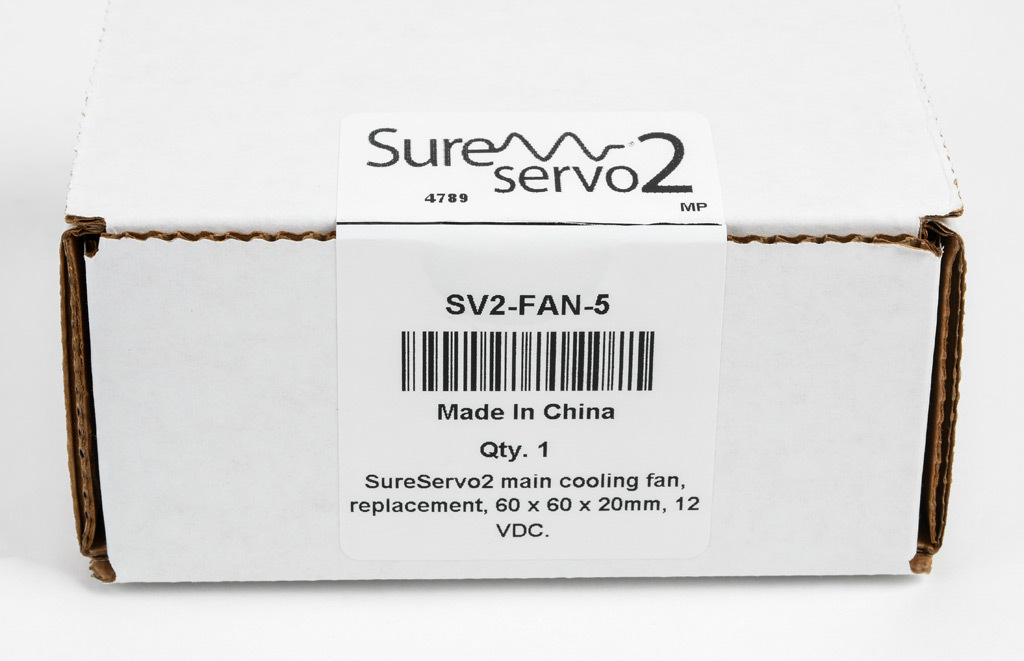 Sure
servo2
4789
MP
SV2-FAN-5
Made In China
Qty. 1
SureServo2 main cooling fan,
replacement, 60 x 60 x 20mm, 12
VDC.